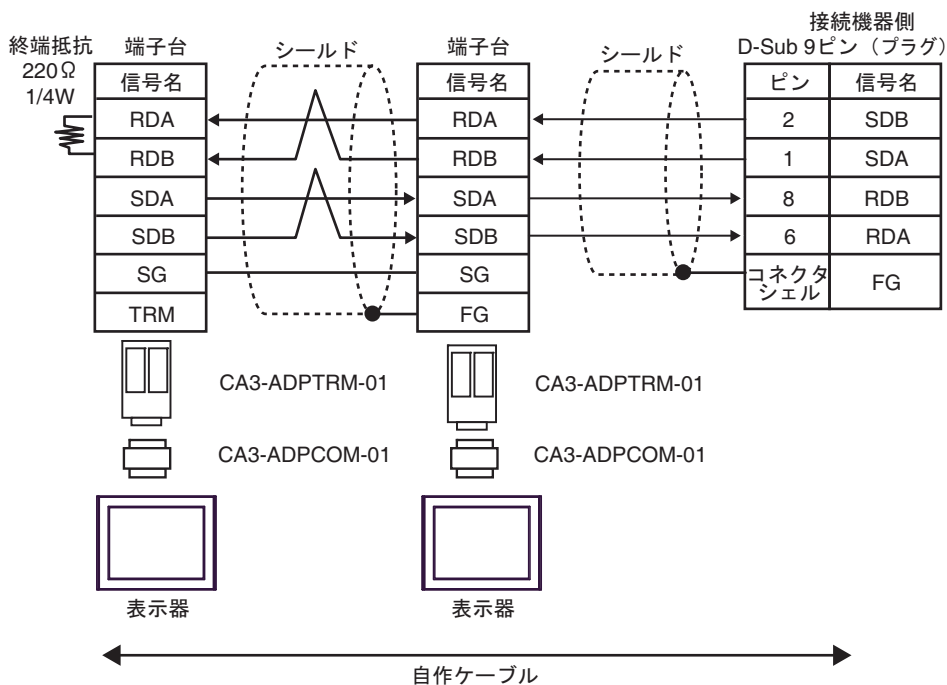 接続機器側
D-Sub 9ピン（プラグ）
終端抵抗
220Ω
1/4W
端子台
シールド
端子台
シールド
信号名
信号名
ピン 信号名
RDA
RDA
2 SDB
RDB
RDB
1 SDA
SDA
SDA
8 RDB
SDB
SDB
6 RDA
SG
SG
コネクタ
シェル
FG
TRM
FG
CA3-ADPTRM-01
CA3-ADPTRM-01
CA3-ADPCOM-01
CA3-ADPCOM-01
表示器
表示器
自作ケーブル